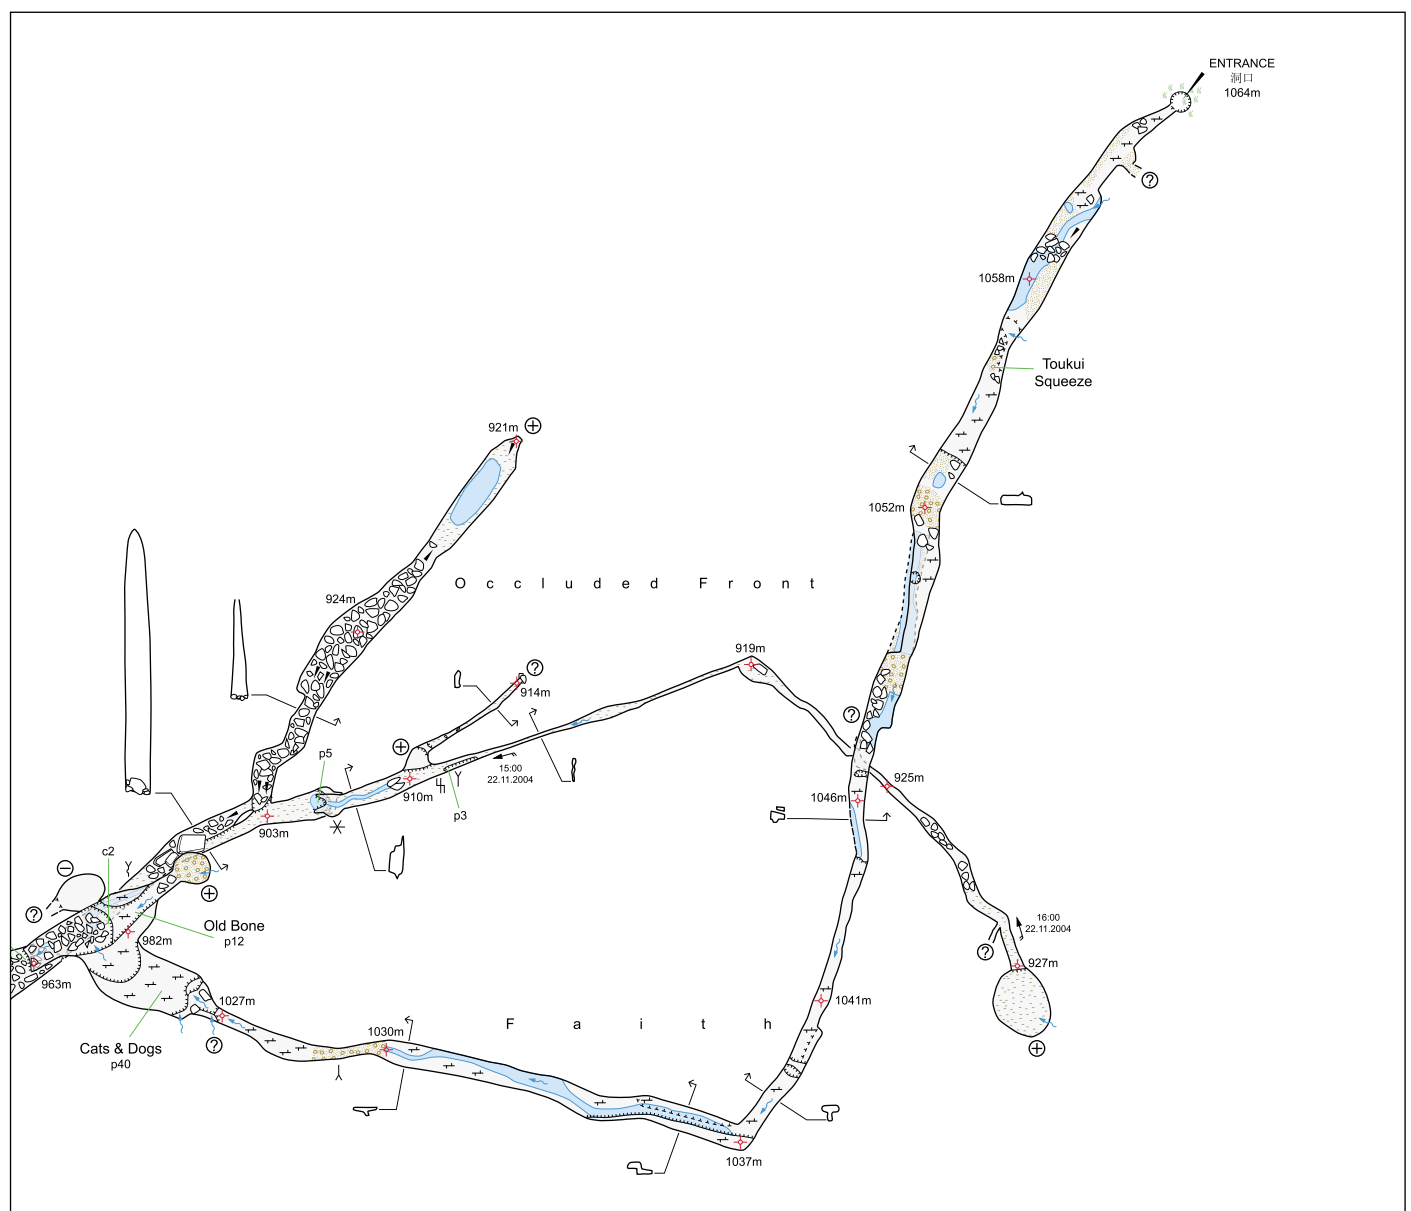 ENTRANCE
洞口
1064m
?
1058m
Toukui
Squeeze
921m
1052m
924m
Occluded Front
919m
?
914m
?
p5
15:00
22.11.2004
925m
910m
p3
1046m
903m
c2
?
Old Bone
p12
982m
16:00
22.11.2004
?
927m
963m
1027m
1041m
Faith
1030m
?
Cats & Dogs
p40
1037m